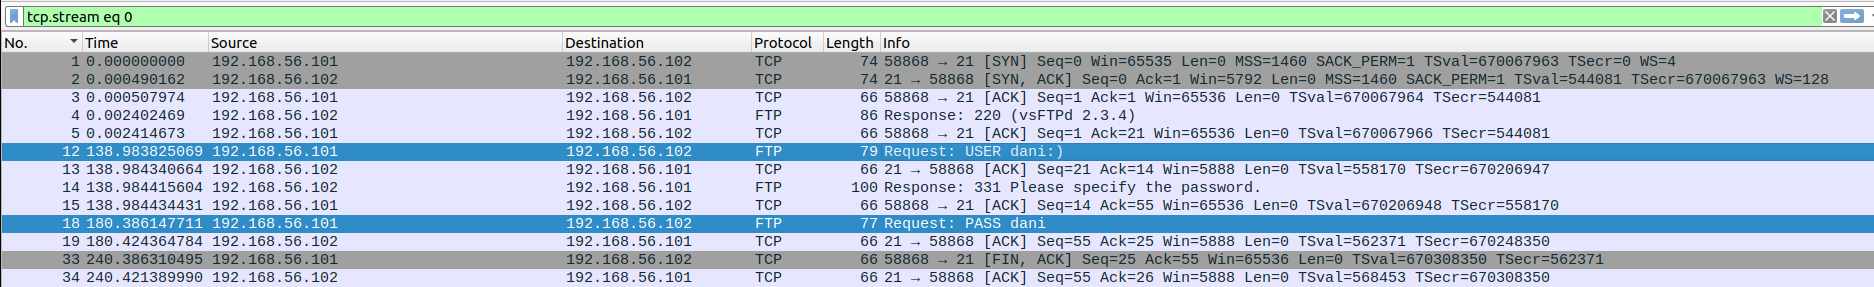 tcp.stream eq 0
No. Time Source Destination Protocol Length Info
1 0.000000000 192.168.56.101 192.168.56.102 TCP 74 58868 → 21 [SYN] Seq=0 Win=65535 Len=0 MSS=1460 SACK_PERM=1 TSval=670067963 TSecr=0 WS=4
2 0.000490162 192.168.56.102 192.168.56.101 TCP 74 21 → 58868 [SYN, ACK] Seq=0 Ack=1 Win=5792 Len=0 MSS=1460 SACK_PERM=1 TSval=544081 TSecr=670067963 WS=128
3 0.000507974 192.168.56.101 192.168.56.102 TCP 66 58868 → 21 [ACK] Seq=1 Ack=1 Win=65536 Len=0 TSval=670067964 TSecr=544081
4 0.002402469 192.168.56.102 192.168.56.101 FTP 86 Response: 220 (vsFTPd 2.3.4)
5 0.002414673 192.168.56.101 192.168.56.102 TCP 66 58868 → 21 [ACK] Seq=1 Ack=21 Win=65536 Len=0 TSval=670067966 TSecr=544081
12 138.983825069 192.168.56.101 192.168.56.102 FTP 79 Request: USER dani:)
13 138.984340664 192.168.56.102 192.168.56.101 TCP 66 21 → 58868 [ACK] Seq=21 Ack=14 Win=5888 Len=0 TSval=558170 TSecr=670206947
14 138.984415604 192.168.56.102 192.168.56.101 FTP 100 Response: 331 Please specify the password.
15 138.984434431 192.168.56.101 192.168.56.102 TCP 66 58868 → 21 [ACK] Seq=14 Ack=55 Win=65536 Len=0 TSval=670206948 TSecr=558170
18 180.386147711 192.168.56.101 192.168.56.102 FTP 77 Request: PASS dani
19 180.424364784 192.168.56.102 192.168.56.101 TCP 66 21 → 58868 [ACK] Seq=55 Ack=25 Win=5888 Len=0 TSval=562371 TSecr=670248350
33 240.386310495 192.168.56.101 192.168.56.102 TCP 66 58868 → 21 [FIN, ACK] Seq=25 Ack=55 Win=65536 Len=0 TSval=670308350 TSecr=562371
34 240.421389990 192.168.56.102 192.168.56.101 TCP 66 21 → 58868 [ACK] Seq=55 Ack=26 Win=5888 Len=0 TSval=568453 TSecr=670308350